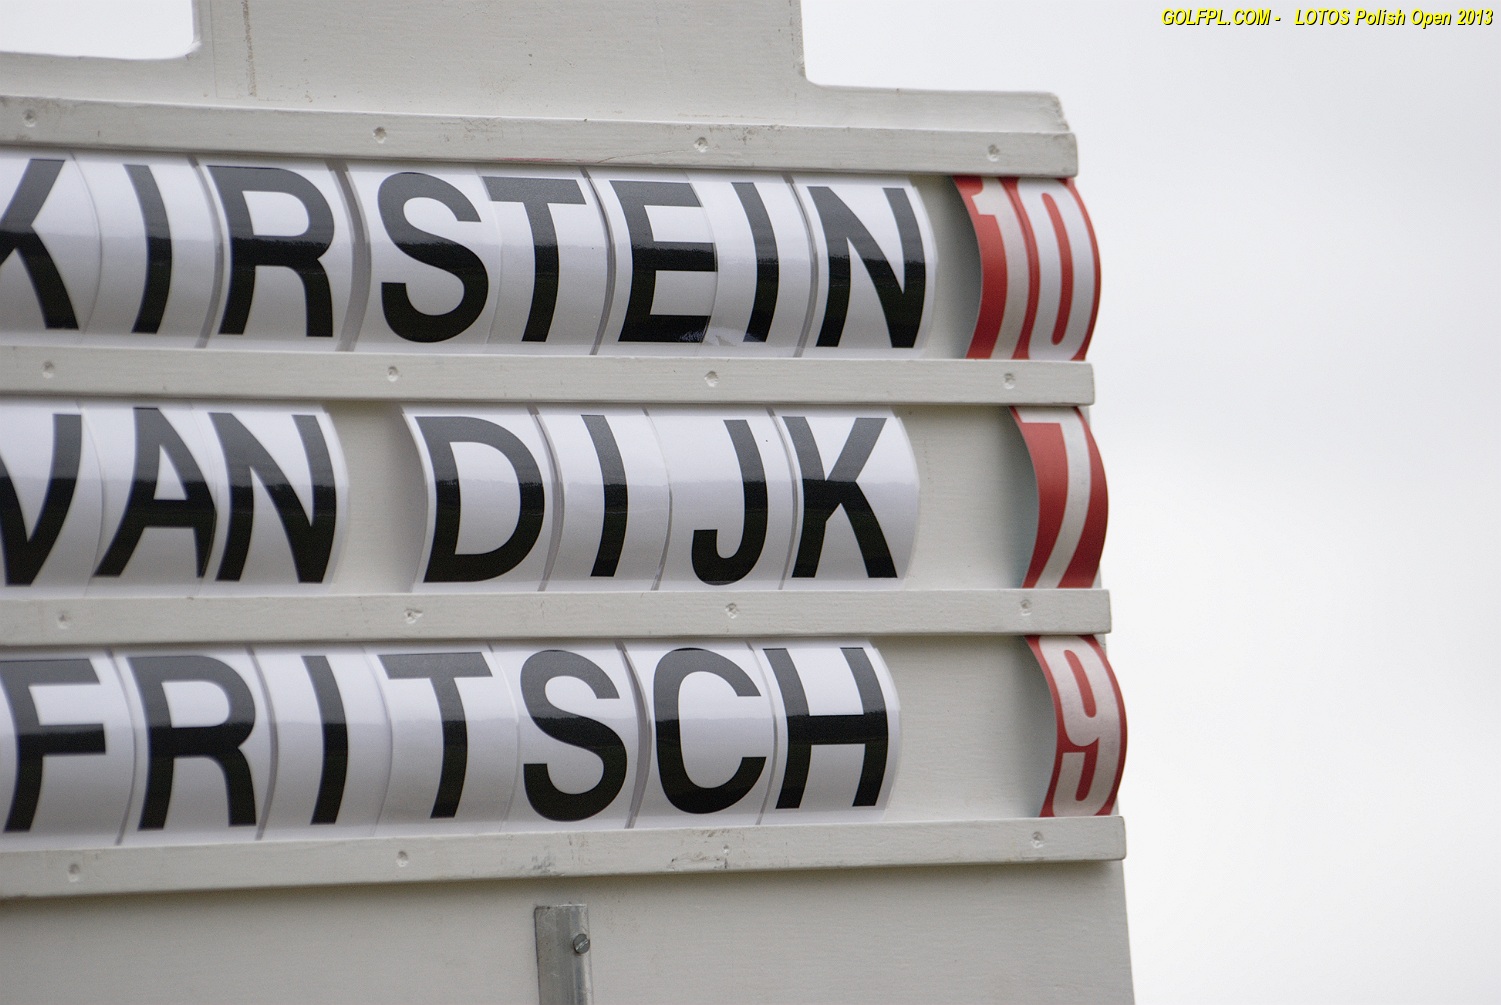 GOLFPL.COM - LOTOS Polish Open 2013
KIRSTEIN 10
VAN DIJK 7
FRITSCH 9